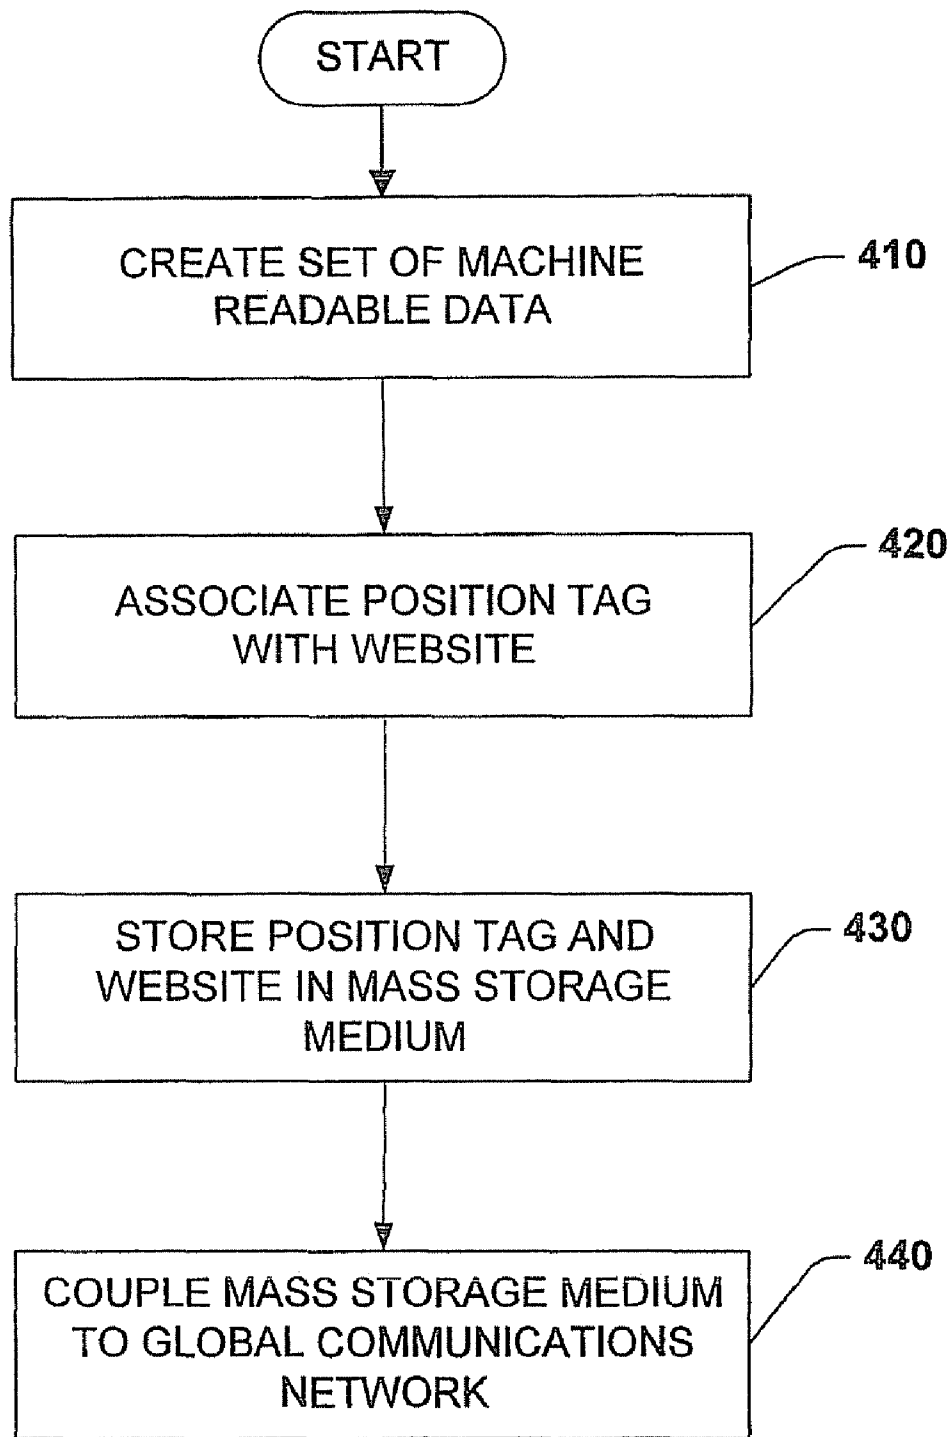 START
CREATE SET OF MACHINE
READABLE DATA
410
ASSOCIATE POSITION TAG
WITH WEBSITE
420
STORE POSITION TAG AND
WEBSITE IN MASS STORAGE
MEDIUM
430
COUPLE MASS STORAGE MEDIUM
TO GLOBAL COMMUNICATIONS
NETWORK
440